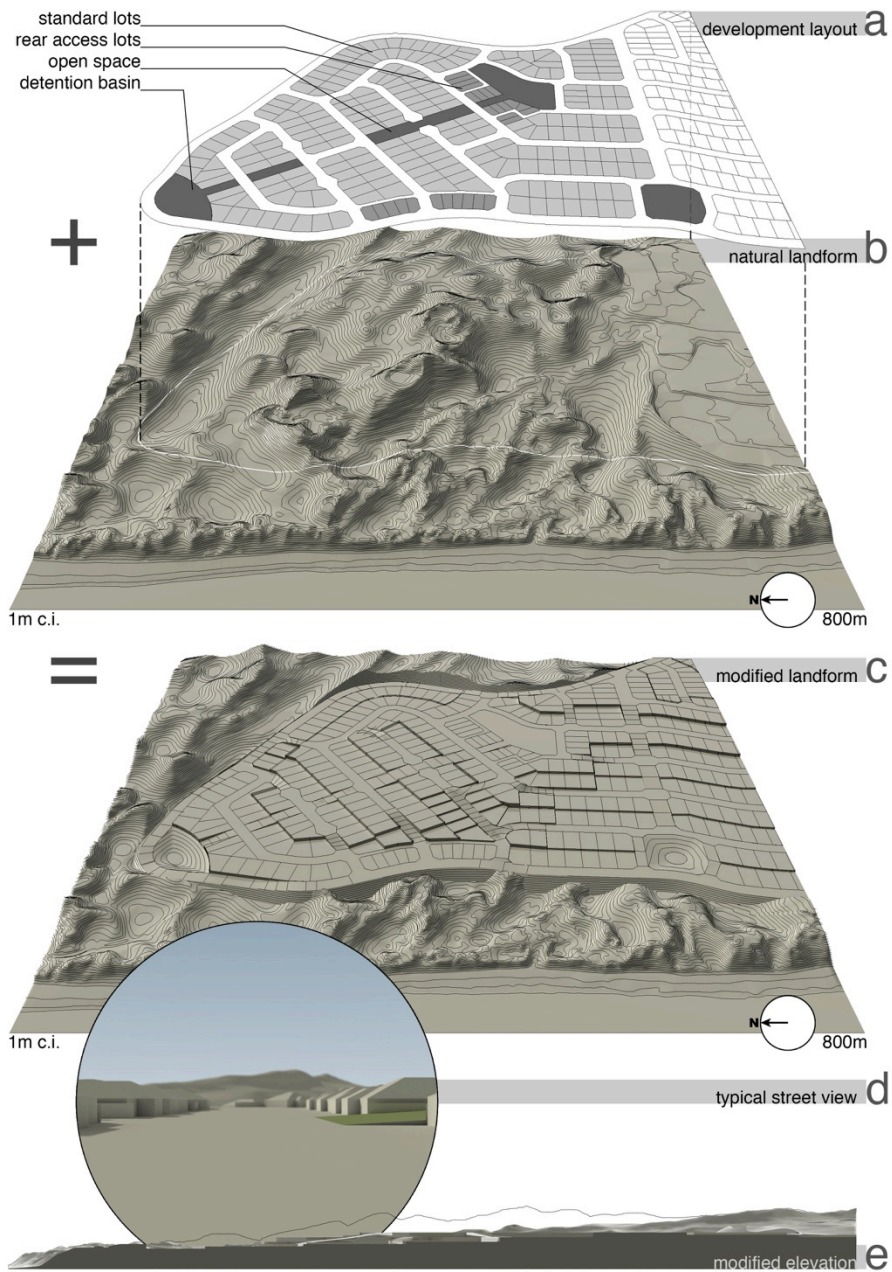 standard lots
rear access lots
open space
detention basin
development layout
a
+
natural landform
b
N
1m c.i.
800m
=
modified landform
c
N
1m c.i.
800m
typical street view
d
modified elevation
e